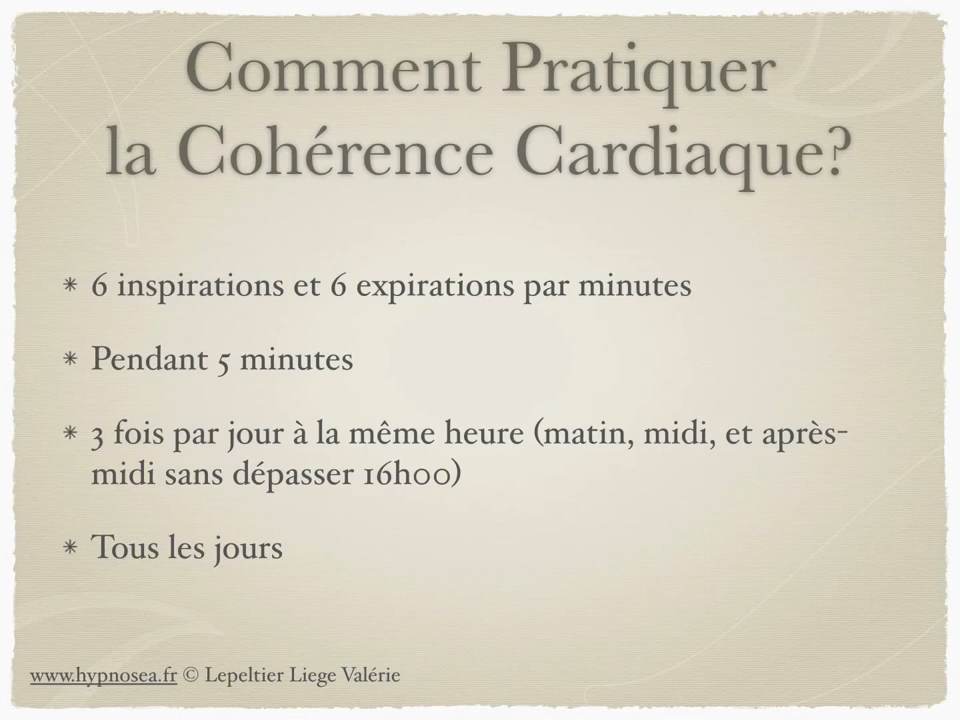 Comment Pratiquer
la Cohérence Cardiaque?
* 6 inspirations et 6 expirations par minutes
* Pendant 5 minutes
* 3 fois par jour à la même heure (matin, midi, et après-
midi sans dépasser 16h00)
* Tous les jours
www.hypnosea.fr © Lepeltier Liege Valérie